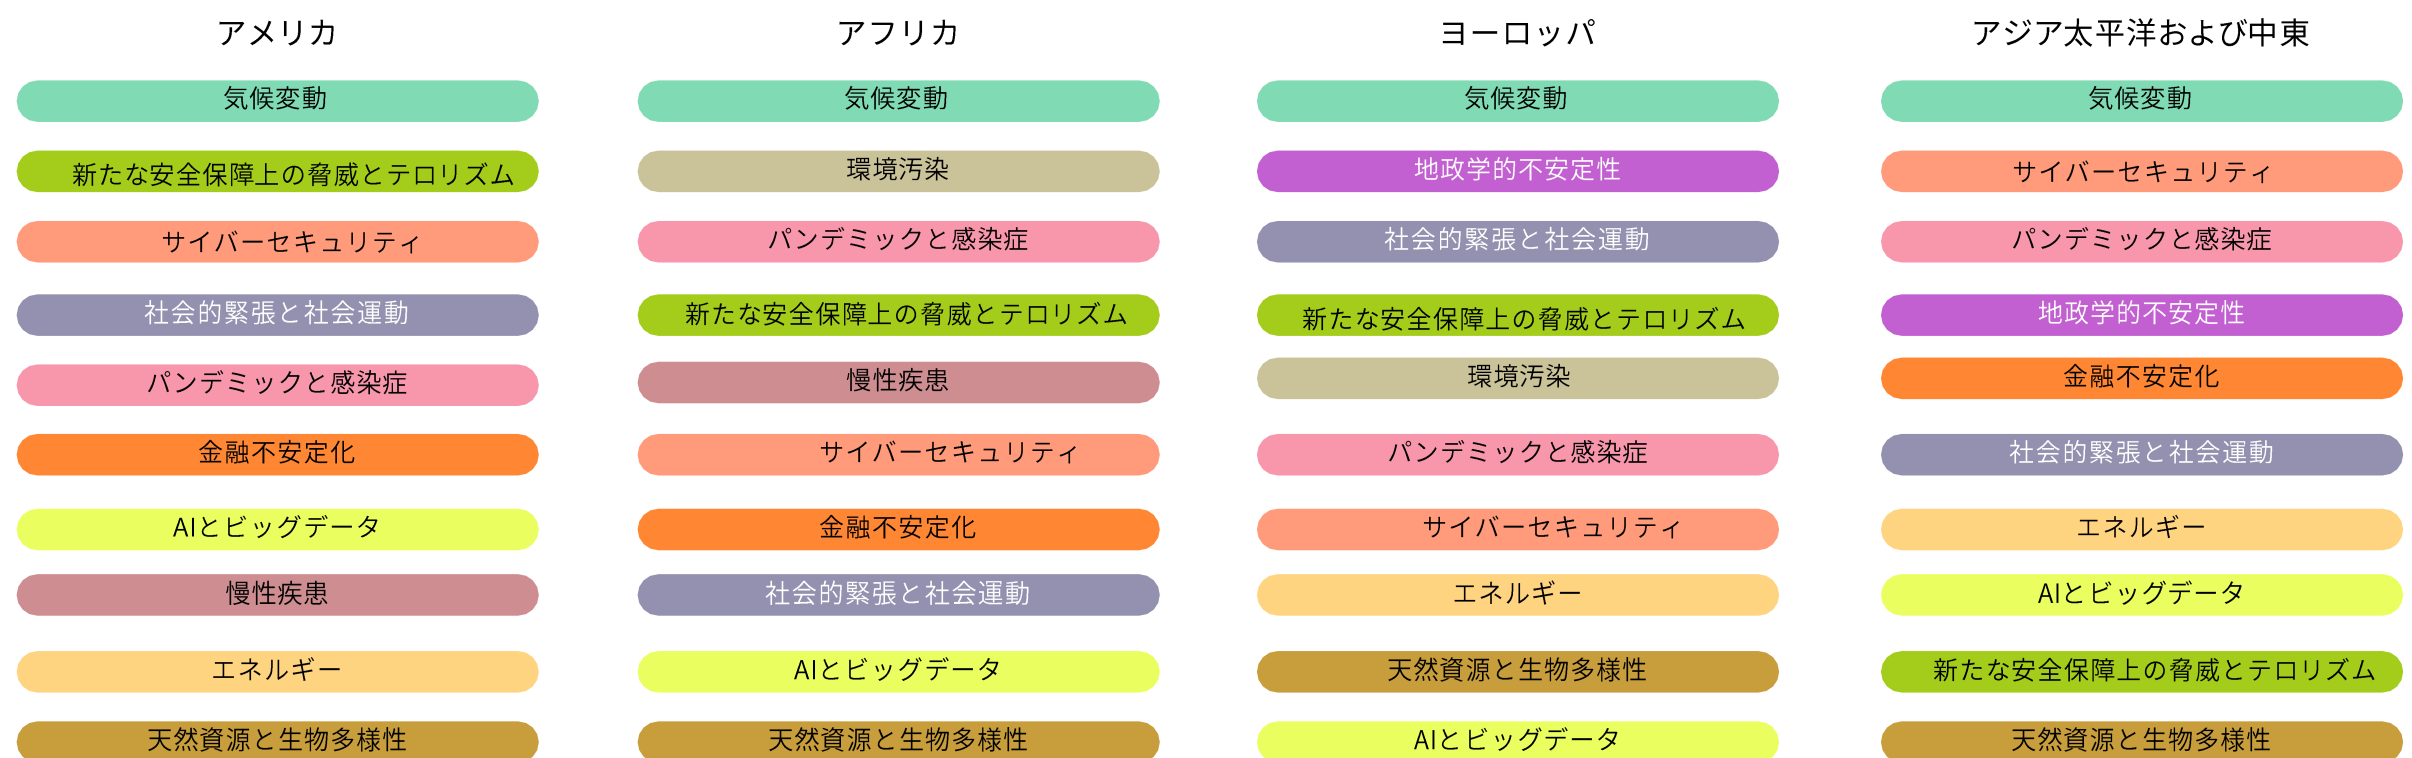 アメリカ
気候変動
新たな安全保障上の脅威とテロリズム
サイバーセキュリティ
社会的緊張と社会運動
パンデミックと感染症
金融不安定化
AIとビッグデータ
慢性疾患
エネルギー
天然資源と生物多様性
アフリカ
気候変動
環境汚染
パンデミックと感染症
新たな安全保障上の脅威とテロリズム
慢性疾患
サイバーセキュリティ
金融不安定化
社会的緊張と社会運動
AIとビッグデータ
天然資源と生物多様性
ヨーロッパ
気候変動
地政学的不安定性
社会的緊張と社会運動
新たな安全保障上の脅威とテロリズム
環境汚染
パンデミックと感染症
サイバーセキュリティ
エネルギー
天然資源と生物多様性
AIとビッグデータ
アジア太平洋および中東
気候変動
サイバーセキュリティ
パンデミックと感染症
地政学的不安定性
金融不安定化
社会的緊張と社会運動
エネルギー
AIとビッグデータ
新たな安全保障上の脅威とテロリズム
天然資源と生物多様性